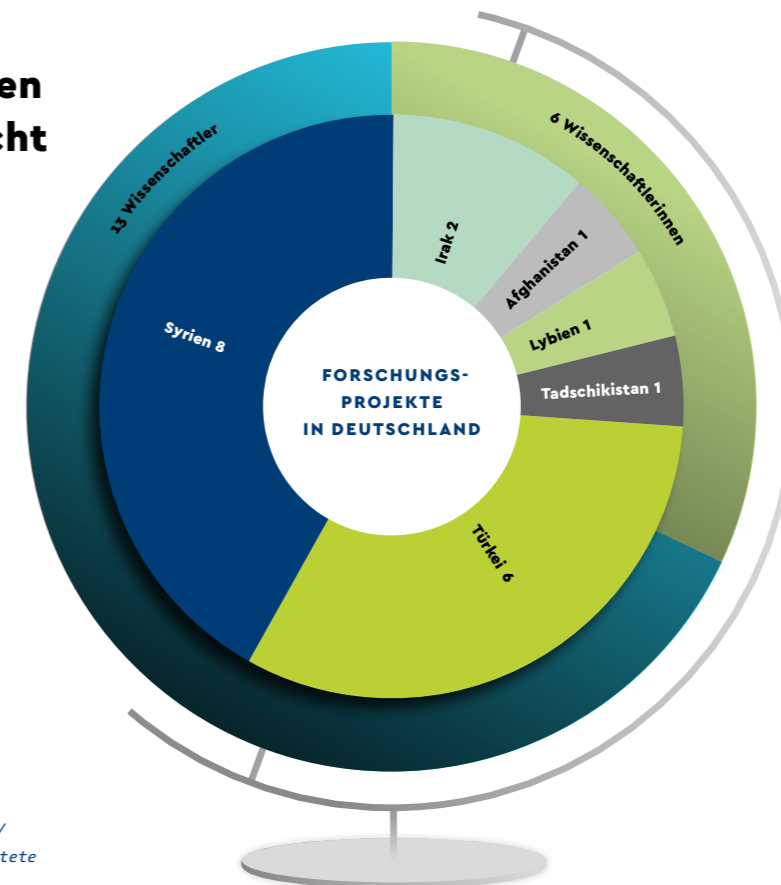 en
cht
13 Wissenschaftler
6 Wissenschaftlerinnen
Irak 2
Afghanistan 1
Lybien 1
Tadschikistan 1
Syrien 8
Türkei 6
FORSCHUNGS-
PROJEKTE
IN DEUTSCHLAND
/
tete